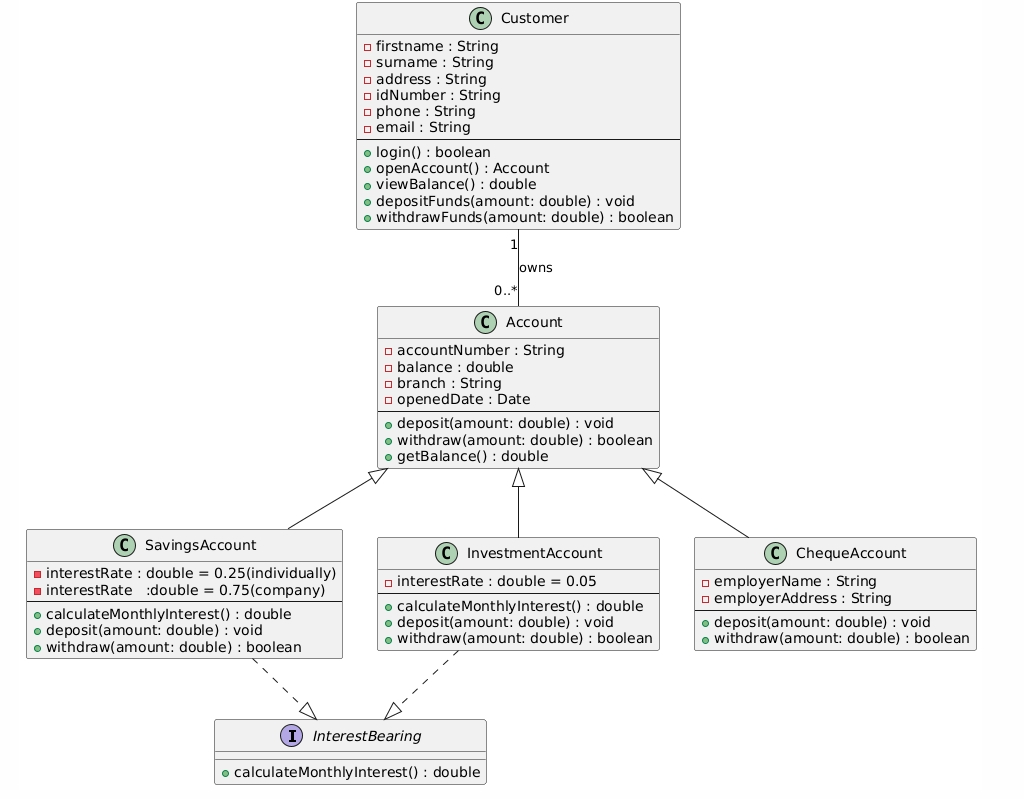 C Customer
firstname : String
surname : String
address : String
idNumber : String
phone : String
email : String
login() : boolean
openAccount() : Account
viewBalance() : double
depositFunds(amount: double) : void
withdrawFunds(amount: double) : boolean
1
owns
0..*
C Account
accountNumber : String
balance : double
branch : String
openedDate : Date
deposit(amount: double) : void
withdraw(amount: double) : boolean
getBalance() : double
C SavingsAccount
interestRate : double = 0.25(individually)
interestRate :double = 0.75(company)
calculateMonthlyInterest() : double
deposit(amount: double) : void
withdraw(amount: double) : boolean
C InvestmentAccount
interestRate : double = 0.05
calculateMonthlyInterest() : double
deposit(amount: double) : void
withdraw(amount: double) : boolean
C ChequeAccount
employerName : String
employerAddress : String
deposit(amount: double) : void
withdraw(amount: double) : boolean
I InterestBearing
calculateMonthlyInterest() : double